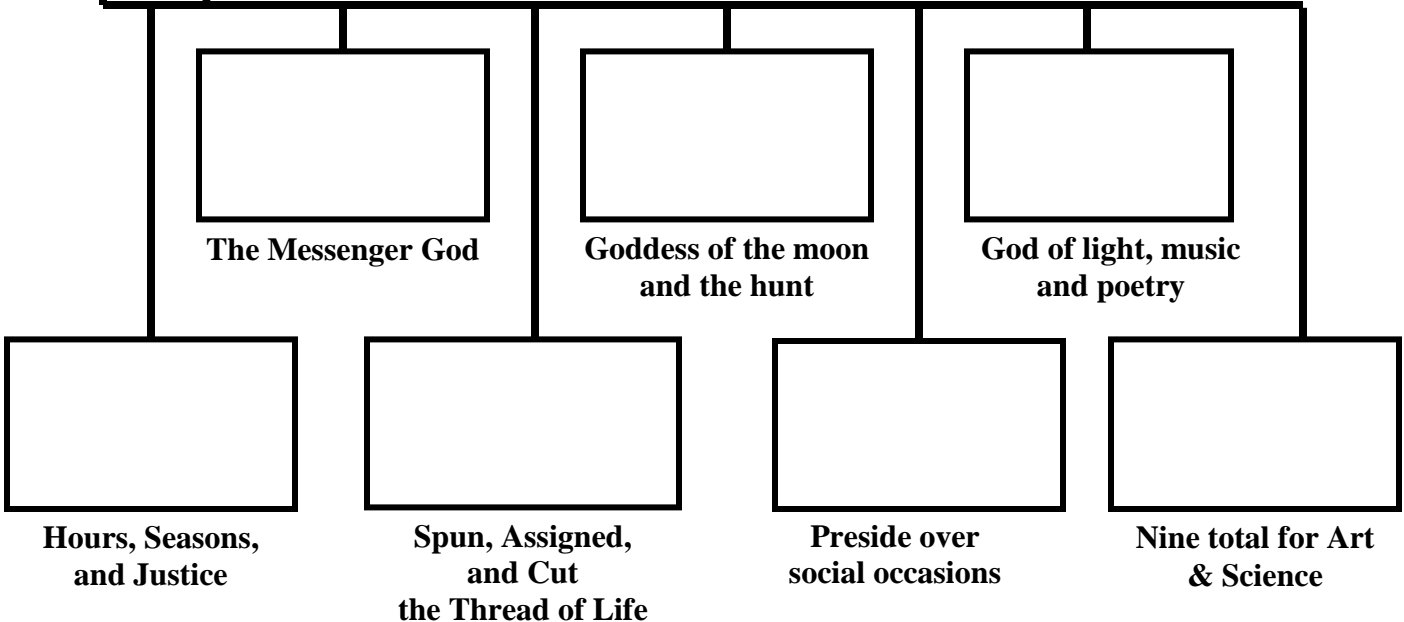 The Messenger God
Goddess of the moon
and the hunt
God of light, music
and poetry
Hours, Seasons,
and Justice
Spun, Assigned,
and Cut
the Thread of Life
Preside over
social occasions
Nine total for Art
& Science